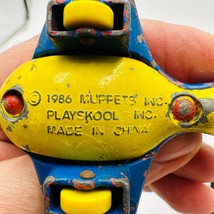 © 1986 MUPPETS INC.
PLAYSKOOL INC.
MADE IN CHINA